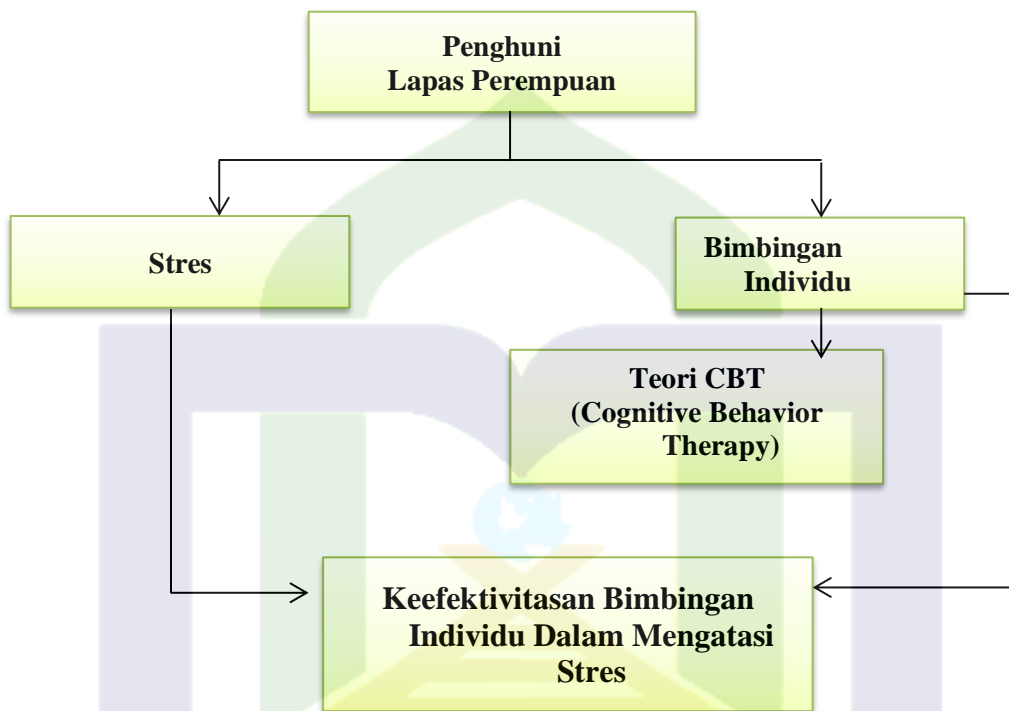 Penghuni
Lapas Perempuan
Stres
Bimbingan
Individu
Teori CBT
(Cognitive Behavior
Therapy)
Keefektivitasan Bimbingan
Individu Dalam Mengatasi
Stres